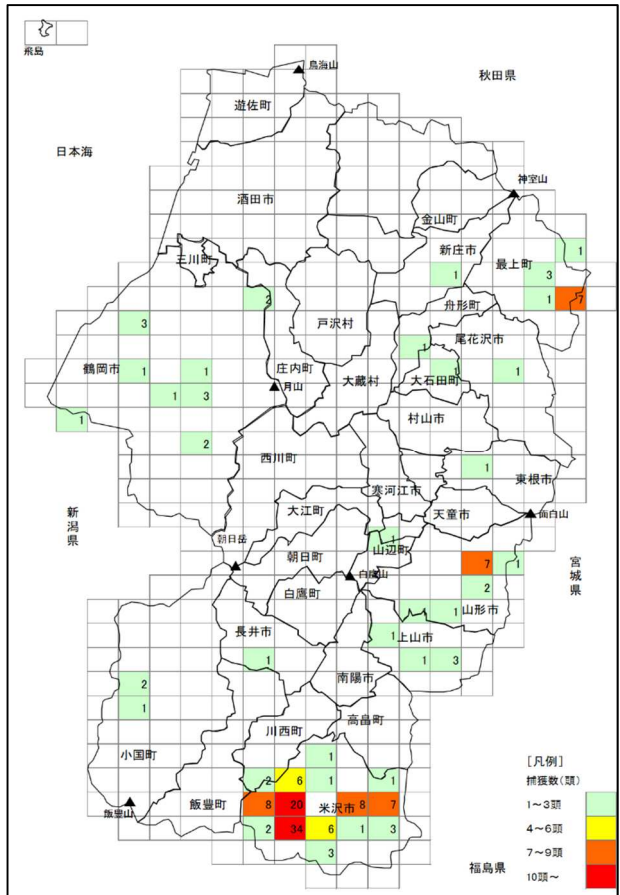 飛島
▲ 鳥海山
秋田県
遊佐町
日本海
神室山
酒田市
金山町
新庄市
三川町
最上町
1
1
3
2
舟形町
1
7
3
戸沢村
尾花沢市
1
鶴岡市
1
1
庄内町
大蔵村
大石田町
1
1
月山
1
3
村山市
1
2
西川町
1
東根市
寒河江市
新潟県
大江町
天童市
面白山
1
朝日岳
朝日町
山辺町
宮城県
7
1
白鷹山
白鷹町
2
1
1
山形市
長井市
1
上山市
1
1
3
南陽市
2
1
高畠町
川西町
小国町
1
[凡例]
2
6
1
1
捕獲数(頭)
飯豊町
8
20
米沢市
8
7
1~3頭
飯豊山
2
34
6
1
3
4~6頭
3
7~9頭
福島県
10頭~